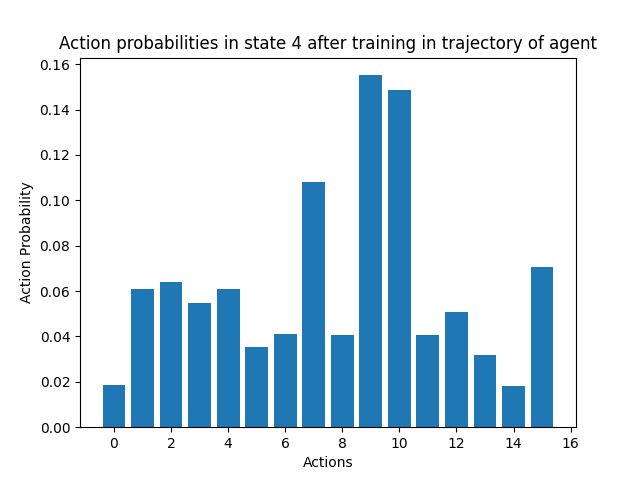 Action probabilities in state 4 after training in trajectory of agent
0.16
0.14
0.12
0.10
0.08
0.06
0.04
0.02
0.00
Action Probability
0 2 4 6 8 10 12 14 16
Actions